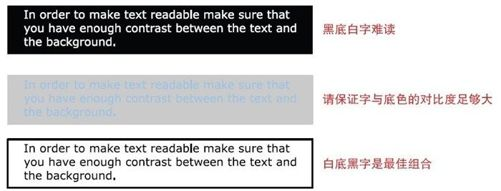 In order to make text readable make sure that
you have enough contrast between the text and
the background.
黑底白字难读
In order to make text readable make sure that
you have enough contrast between the text and
the background.
请保证字与底色的对比度足够大
In order to make text readable make sure that
you have enough contrast between the text and
the background.
白底黑字是最佳组合